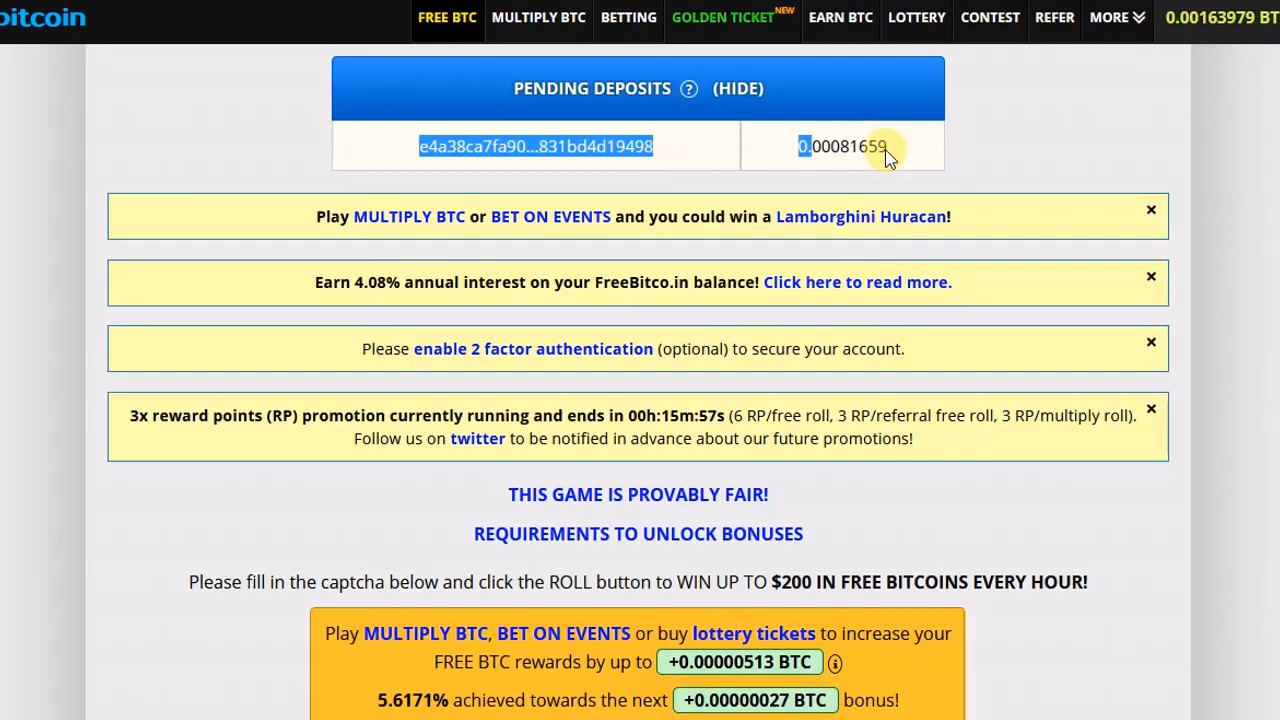 bitcoin FREE BTC MULTIPLY BTC BETTING GOLDEN TICKET NEW EARN BTC LOTTERY CONTEST REFER MORE 0.00163979 BT
PENDING DEPOSITS ? (HIDE)
e4a38ca7fa90...831bd4d19498 0.00081659
Play MULTIPLY BTC or BET ON EVENTS and you could win a Lamborghini Huracan! ×
Earn 4.08% annual interest on your FreeBitco.in balance! Click here to read more. ×
Please enable 2 factor authentication (optional) to secure your account. ×
3x reward points (RP) promotion currently running and ends in 00h:15m:57s (6 RP/free roll, 3 RP/referral free roll, 3 RP/multiply roll). ×
Follow us on twitter to be notified in advance about our future promotions!
THIS GAME IS PROVABLY FAIR!
REQUIREMENTS TO UNLOCK BONUSES
Please fill in the captcha below and click the ROLL button to WIN UP TO $200 IN FREE BITCOINS EVERY HOUR!
Play MULTIPLY BTC, BET ON EVENTS or buy lottery tickets to increase your
FREE BTC rewards by up to +0.00000513 BTC
5.6171% achieved towards the next +0.00000027 BTC bonus!